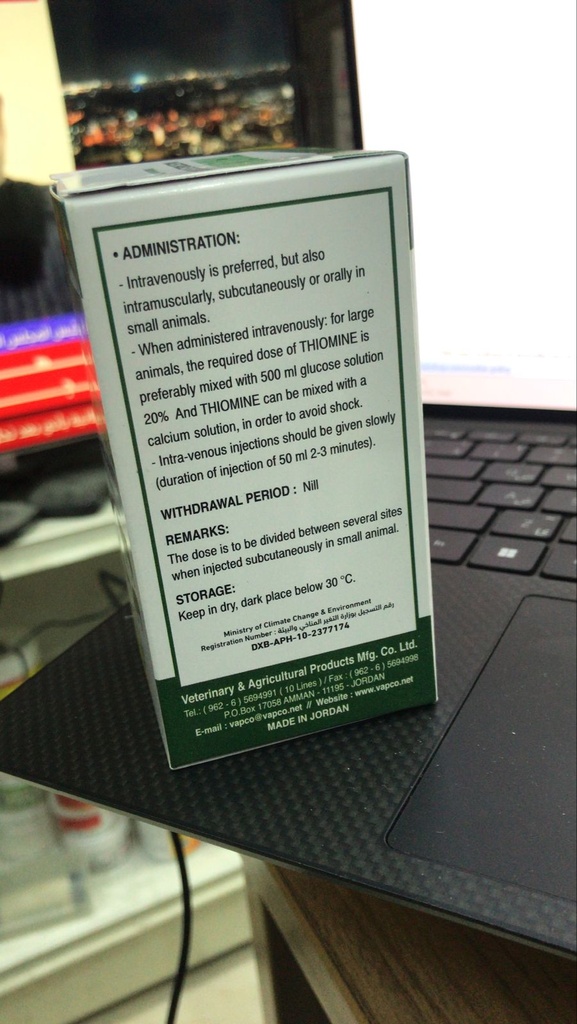 • ADMINISTRATION:
- Intravenously is preferred, but also
intramuscularly, subcutaneously or orally in
small animals.
- When administered intravenously: for large
animals, the required dose of THIOMINE is
preferably mixed with 500 ml glucose solution
20% And THIOMINE can be mixed with a
calcium solution, in order to avoid shock.
- Intra-venous injections should be given slowly
(duration of injection of 50 ml 2-3 minutes).
WITHDRAWAL PERIOD : Nill
REMARKS:
The dose is to be divided between several sites
when injected subcutaneously in small animal.
STORAGE:
Keep in dry, dark place below 30 °C.
Ministry of Climate Change & Environment
Registration Number : رقم التسجيل بوزارة التغير المناخي والبيئة
DXB-APH-10-2377174
Veterinary & Agricultural Products Mfg. Co. Ltd.
Tel.: ( 962 - 6 ) 5694991 ( 10 Lines ) / Fax : ( 962 - 6 ) 5694998
P.O.Box 17058 AMMAN - 11195 - JORDAN
E-mail : vapco@vapco.net // Website : www.vapco.net
MADE IN JORDAN